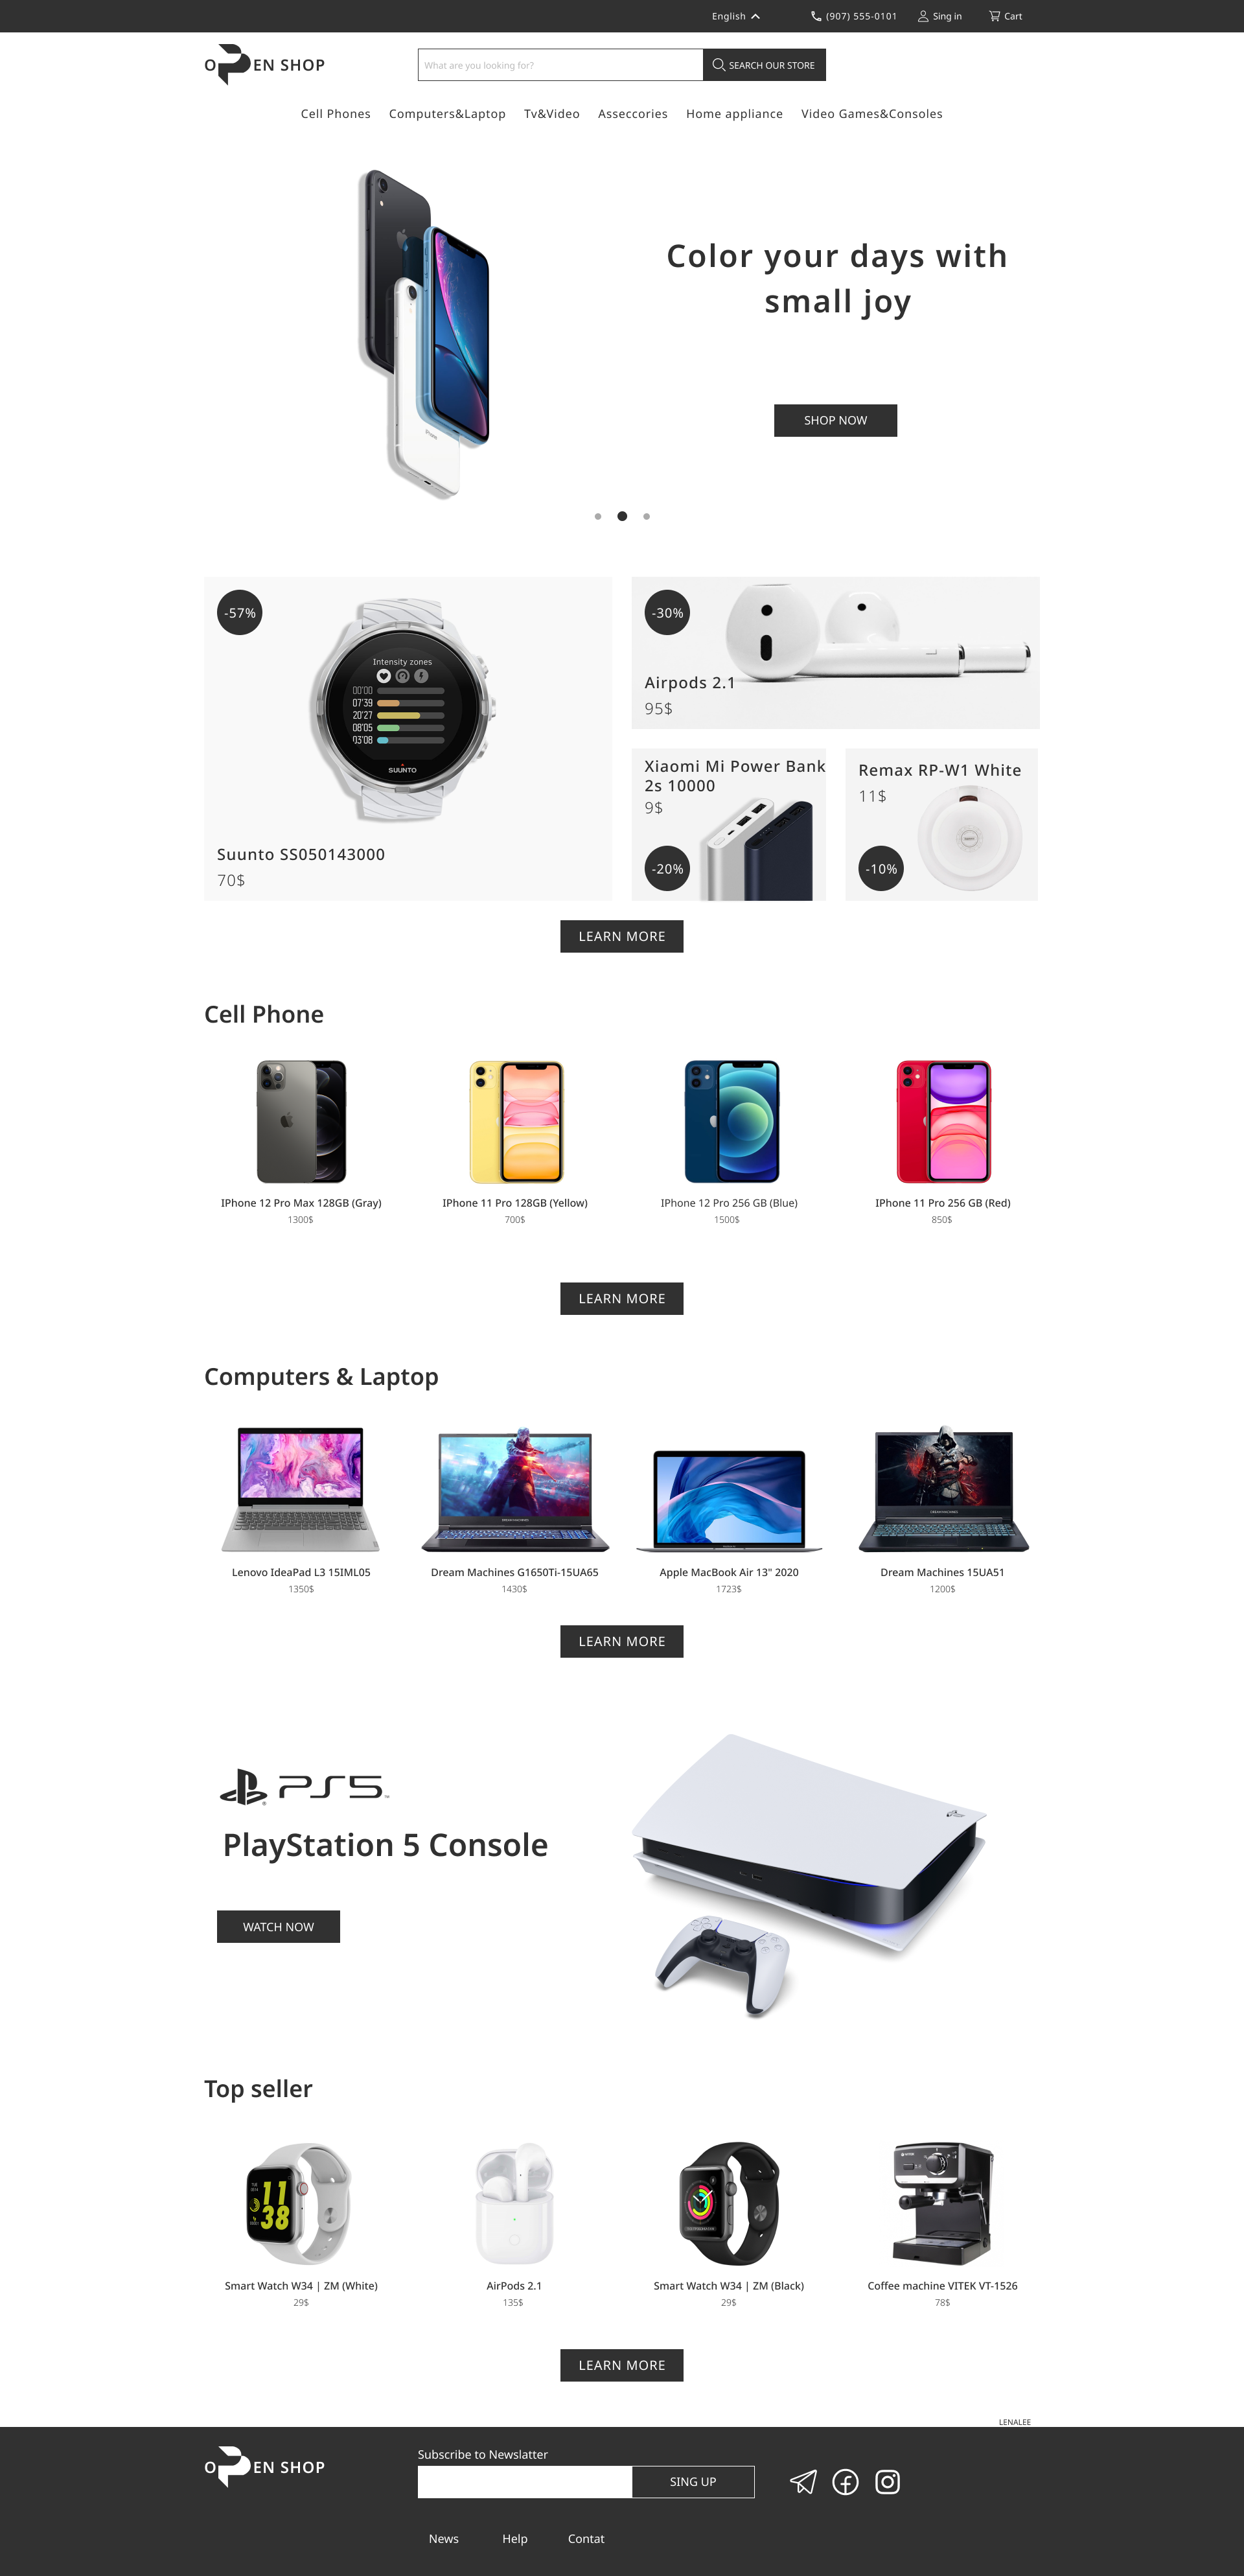 English
(907) 555-0101
Sing in
Cart
OPEN SHOP
What are you looking for?
SEARCH OUR STORE
Cell Phones
Computers&Laptop
Tv&Video
Asseccories
Home appliance
Video Games&Consoles
Color your days with
small joy
SHOP NOW
-57%
Intensity zones
00'00
07'39
20'27
08'05
03'08
SUUNTO
Suunto SS050143000
70$
-30%
Airpods 2.1
95$
Xiaomi Mi Power Bank
2s 10000
9$
-20%
Remax RP-W1 White
11$
-10%
LEARN MORE
Cell Phone
IPhone 12 Pro Max 128GB (Gray)
1300$
IPhone 11 Pro 128GB (Yellow)
700$
IPhone 12 Pro 256 GB (Blue)
1500$
IPhone 11 Pro 256 GB (Red)
850$
LEARN MORE
Computers & Laptop
Lenovo IdeaPad L3 15IML05
1350$
Dream Machines G1650Ti-15UA65
1430$
Apple MacBook Air 13" 2020
1723$
Dream Machines 15UA51
1200$
LEARN MORE
PS5
PlayStation 5 Console
WATCH NOW
Top seller
11
38
Smart Watch W34 | ZM (White)
29$
AirPods 2.1
135$
Smart Watch W34 | ZM (Black)
29$
Coffee machine VITEK VT-1526
78$
LEARN MORE
LENALEE
OPEN SHOP
Subscribe to Newslatter
SING UP
News
Help
Contat